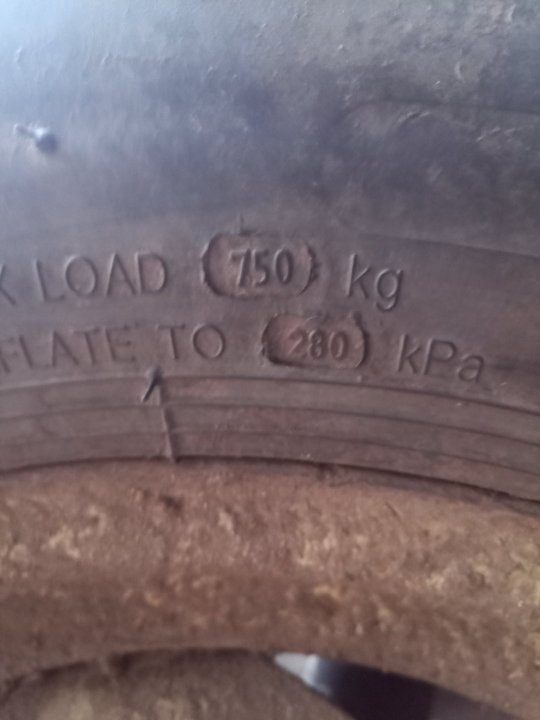 X LOAD 750 kg
FLATE TO 280 kPa